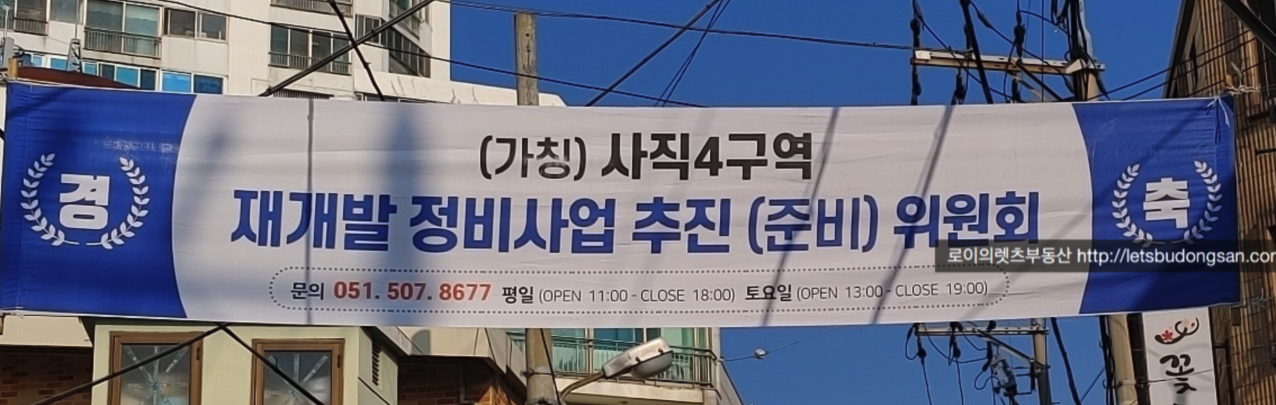 경
(가칭) 사직4구역
재개발 정비사업 추진 (준비) 위원회
문의 051. 507. 8677 평일 (OPEN 11:00 - CLOSE 18:00) 토요일 (OPEN 13:00 - CLOSE 19:00)
축
로이의렛츠부동산 http://letsbudongsan.com
꽃